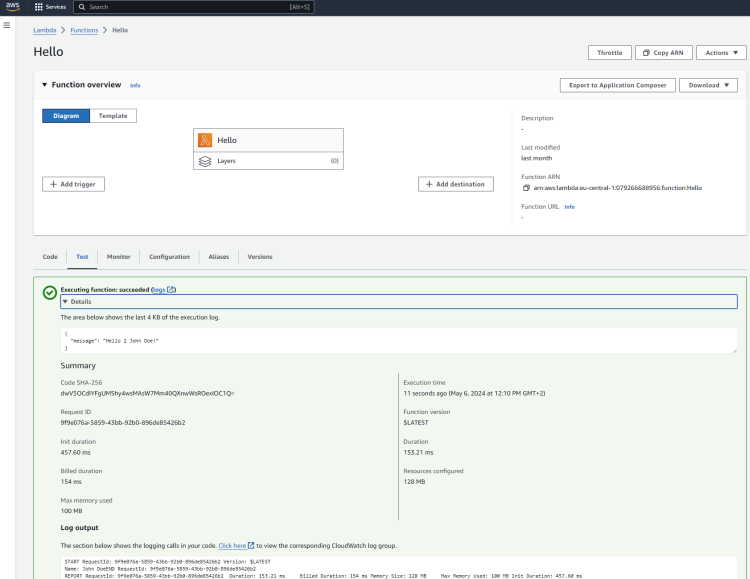 aws Services Search [Alt+S]
Lambda > Functions > Hello
Hello
Throttle Copy ARN Actions ▼
▼ Function overview Info
Export to Application Composer Download ▼
Diagram Template
Hello
Layers (0)
+ Add trigger
+ Add destination
Description
-
Last modified
last month
Function ARN
arn:aws:lambda:eu-central-1:079266688956:function:Hello
Function URL Info
-
Code Test Monitor Configuration Aliases Versions
Executing function: succeeded (logs)
▼ Details
The area below shows the last 4 KB of the execution log.
{
"message": "Hello 2 John Doe!"
}
Summary
Code SHA-256
Execution time
11 seconds ago (May 6, 2024 at 12:10 PM GMT+2)
Request ID
9f9e076a-5859-43bb-92b0-896de85426b2
Function version
$LATEST
Init duration
457.60 ms
Duration
153.21 ms
Billed duration
154 ms
Resources configured
128 MB
Max memory used
100 MB
Log output
The section below shows the logging calls in your code. Click here to view the corresponding CloudWatch log group.
START RequestId: 9f9e076a-5859-43bb-92b0-896de85426b2 Version: $LATEST
Name: John DoeEND RequestId: 9f9e076a-5859-43bb-92b0-896de85426b2
REPORT RequestId: 9f9e076a-5859-43bb-92b0-896de85426b2 Duration: 153.21 ms Billed Duration: 154 ms Memory Size: 128 MB Max Memory Used: 100 MB Init Duration: 457.60 ms